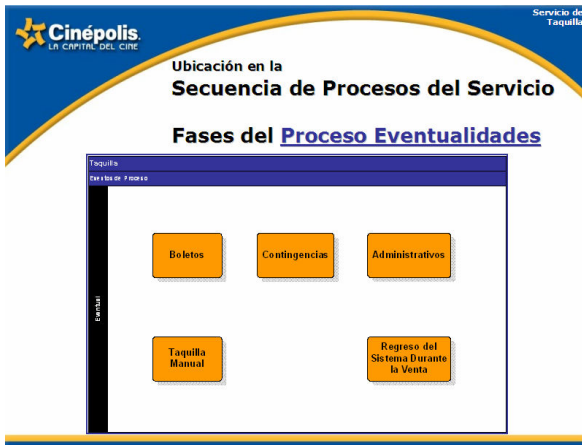 Servicio de
Taquilla
Cinépolis.
LA CAPITAL DEL CINE
Ubicación en la
Secuencia de Procesos del Servicio
Fases del Proceso Eventualidades
Taquilla
Eventos de Proceso
Eventual
Boletos
Contingencias
Administrativos
Taquilla
Manual
Regreso del
Sistema Durante
la Venta